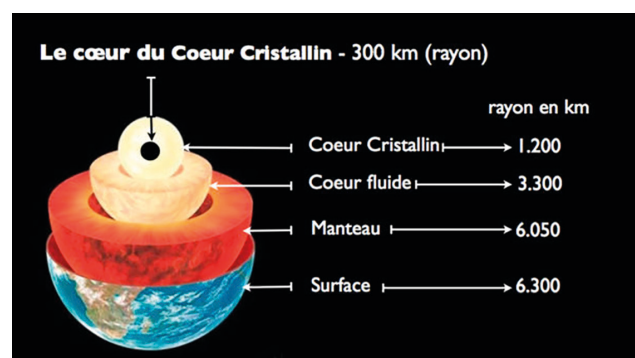 Le cœur du Coeur Cristallin - 300 km (rayon)
rayon en km
Coeur Cristallin 1.200
Coeur fluide 3.300
Manteau 6.050
Surface 6.300